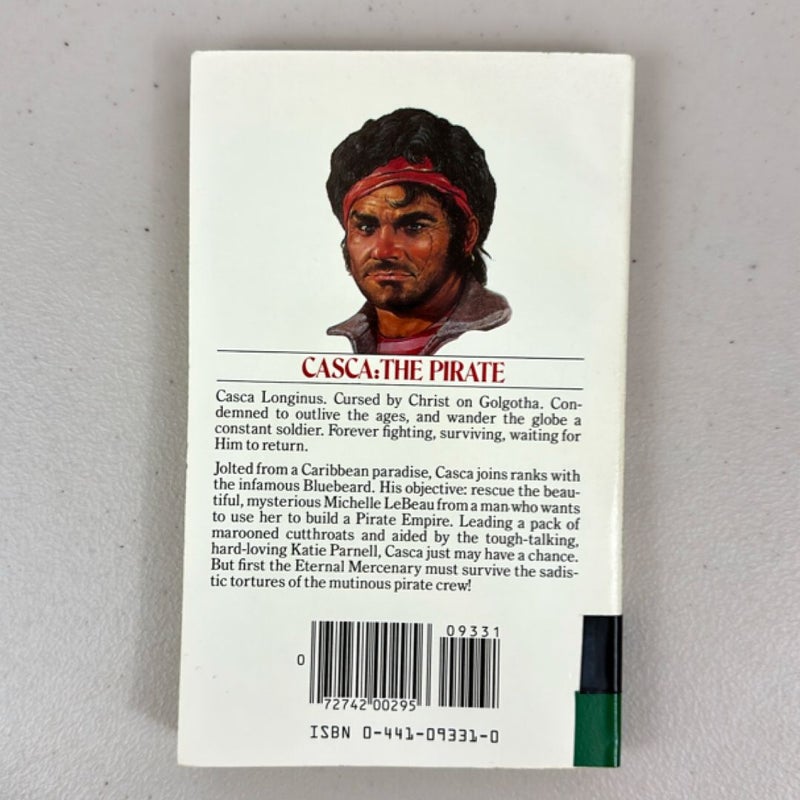 CASCA:THE PIRATE
Casca Longinus. Cursed by Christ on Golgotha. Con-
demned to outlive the ages, and wander the globe a
constant soldier. Forever fighting, surviving, waiting for
Him to return.
Jolted from a Caribbean paradise, Casca joins ranks with
the infamous Bluebeard. His objective: rescue the beau-
tiful, mysterious Michelle LeBeau from a man who wants
to use her to build a Pirate Empire. Leading a pack of
marooned cutthroats and aided by the tough-talking,
hard-loving Katie Parnell, Casca just may have a chance.
But first the Eternal Mercenary must survive the sadis-
tic tortures of the mutinous pirate crew!
09331
0
72742 00295
ISBN 0-441-09331-0